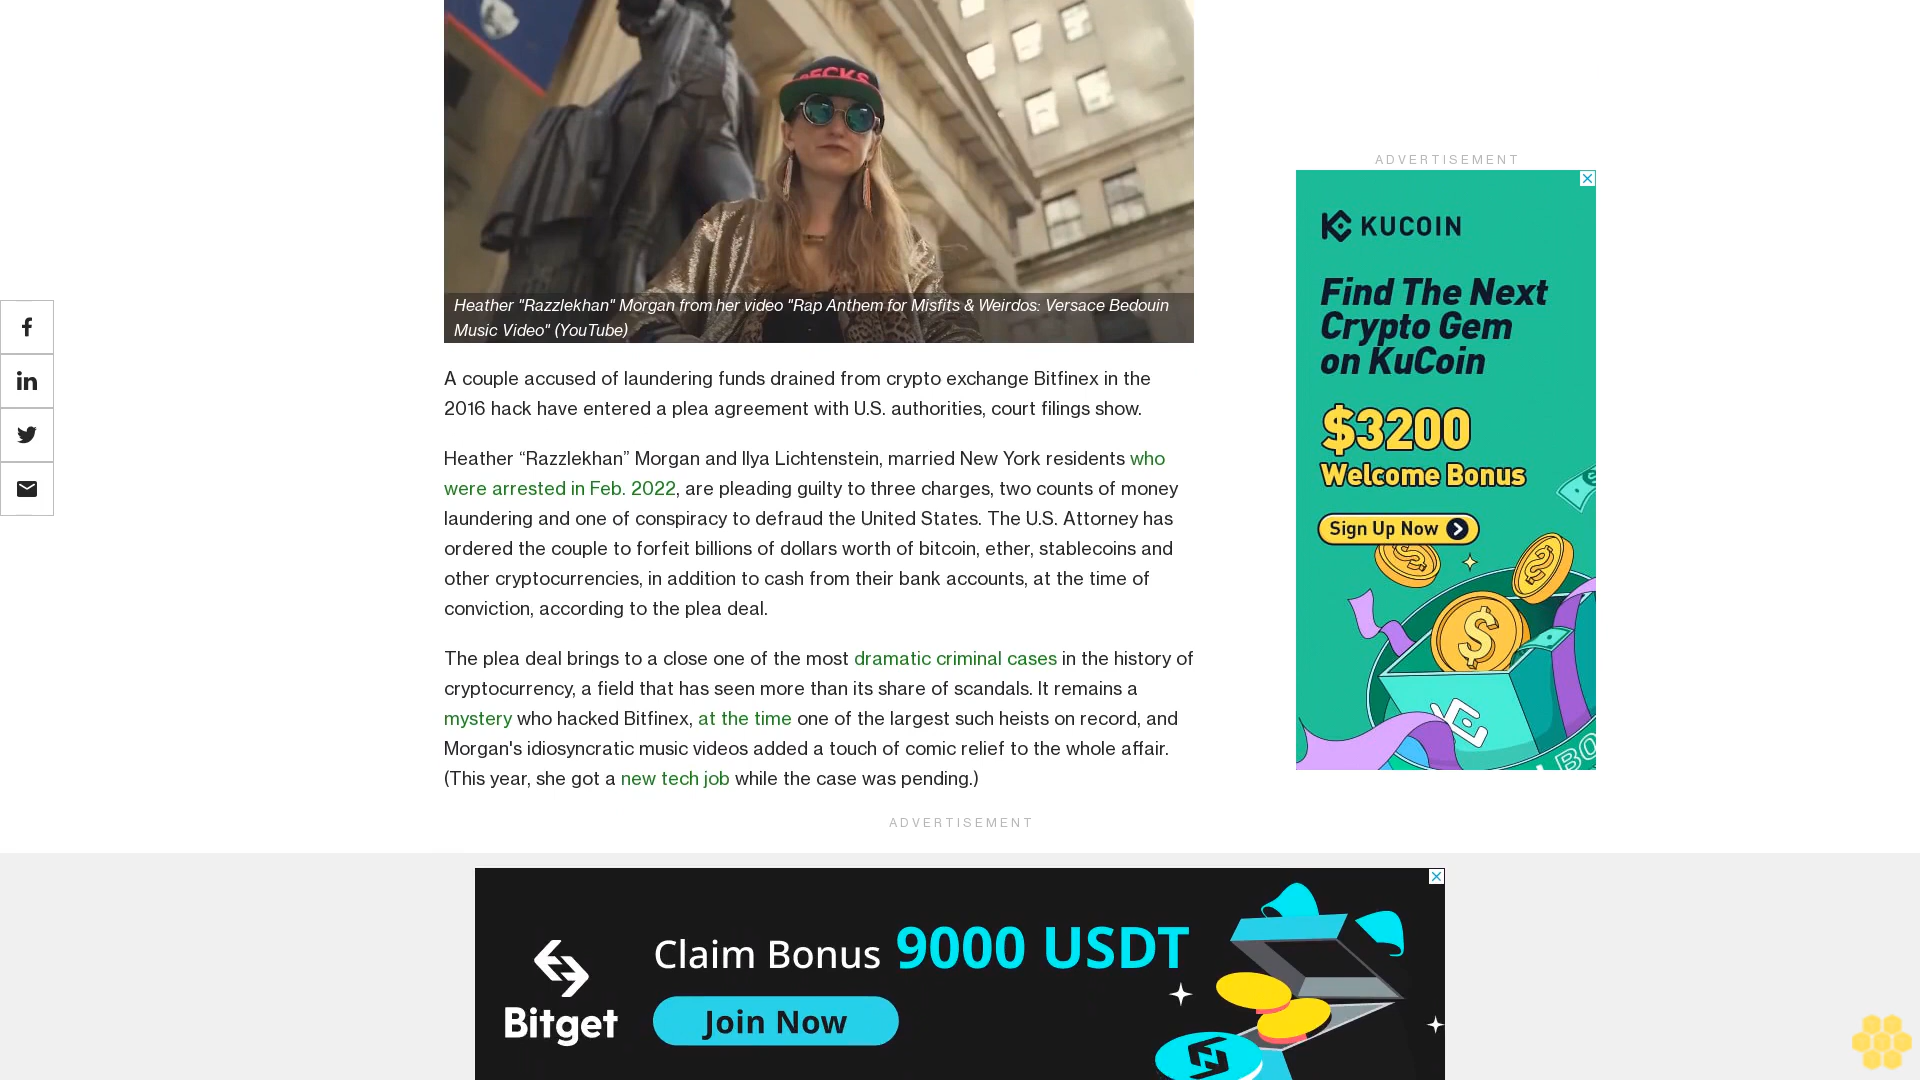 Heather "Razzlekhan" Morgan from her video "Rap Anthem for Misfits & Weirdos: Versace Bedouin
Music Video" (YouTube)
A couple accused of laundering funds drained from crypto exchange Bitfinex in the
2016 hack have entered a plea agreement with U.S. authorities, court filings show.
Heather “Razzlekhan” Morgan and Ilya Lichtenstein, married New York residents who
were arrested in Feb. 2022, are pleading guilty to three charges, two counts of money
laundering and one of conspiracy to defraud the United States. The U.S. Attorney has
ordered the couple to forfeit billions of dollars worth of bitcoin, ether, stablecoins and
other cryptocurrencies, in addition to cash from their bank accounts, at the time of
conviction, according to the plea deal.
The plea deal brings to a close one of the most dramatic criminal cases in the history of
cryptocurrency, a field that has seen more than its share of scandals. It remains a
mystery who hacked Bitfinex, at the time one of the largest such heists on record, and
Morgan's idiosyncratic music videos added a touch of comic relief to the whole affair.
(This year, she got a new tech job while the case was pending.)
ADVERTISEMENT
KUCOIN
Find The Next
Crypto Gem
on KuCoin
$3200
Welcome Bonus
Sign Up Now
ADVERTISEMENT
Bitget
Claim Bonus 9000 USDT
Join Now